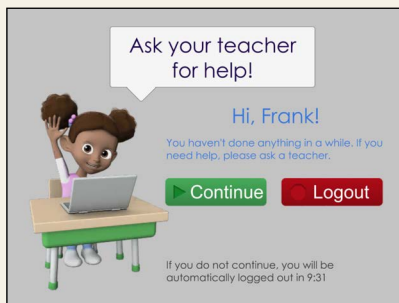 Ask your teacher
for help!
Hi, Frank!
You haven't done anything in a while. If you
need help, please ask a teacher.
Continue
Logout
If you do not continue, you will be
automatically logged out in 9:31